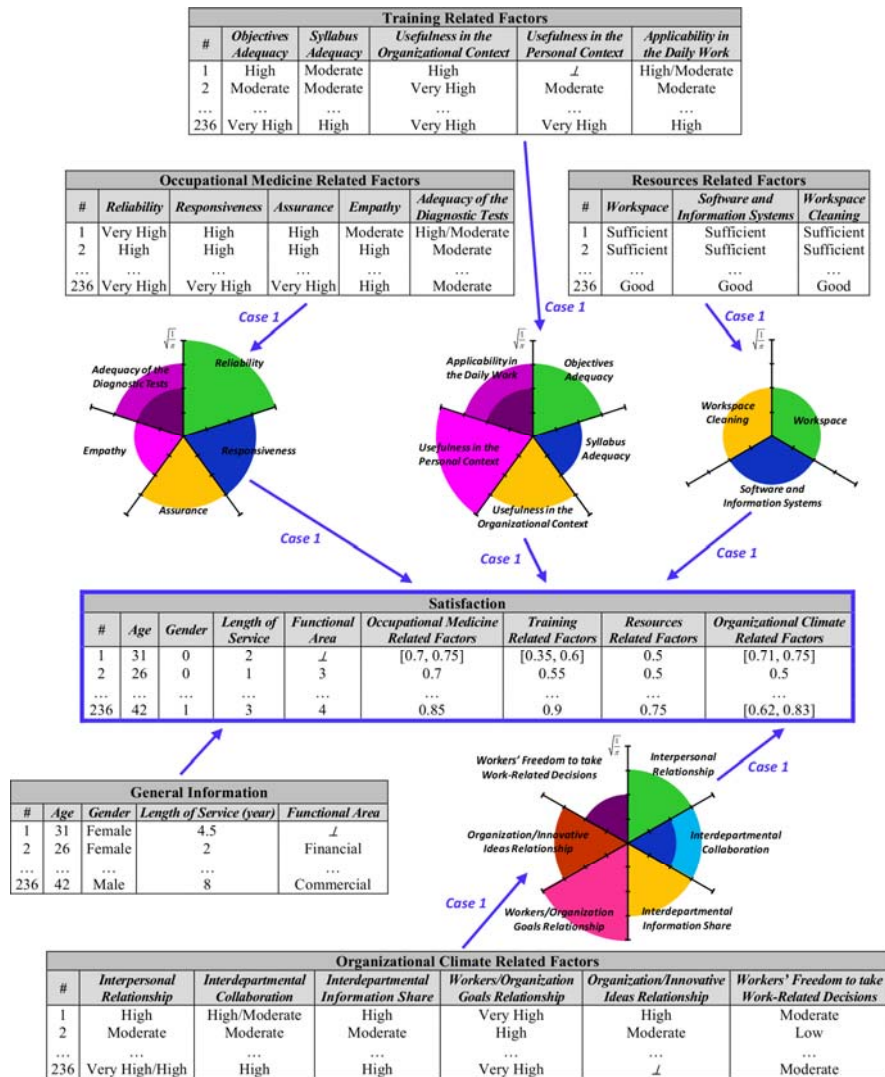 Training Related Factors
# Objectives Adequacy Syllabus Adequacy Usefulness in the Organizational Context Usefulness in the Personal Context Applicability in the Daily Work
1 High Moderate High ⊥ High/Moderate
2 Moderate Moderate Very High Moderate Moderate
… … … … … …
236 Very High High Very High Very High High
Occupational Medicine Related Factors
# Reliability Responsiveness Assurance Empathy Adequacy of the Diagnostic Tests
1 Very High High High Moderate High/Moderate
2 High High High High Moderate
… … … … … …
236 Very High Very High Very High High Moderate
Resources Related Factors
# Workspace Software and Information Systems Workspace Cleaning
1 Sufficient Sufficient Sufficient
2 Sufficient Sufficient Sufficient
… … … …
236 Good Good Good
Case 1
Case 1
Case 1
√1/π
Adequacy of the
Diagnostic Tests
Reliability
Empathy
Responsiveness
Assurance
√1/π
Applicability in
the Daily Work
Objectives
Adequacy
Usefulness in the
Personal Context
Syllabus
Adequacy
Usefulness in the
Organizational Context
√1/π
Workspace
Cleaning
Workspace
Software and
Information Systems
Case 1
Case 1
Case 1
Satisfaction
# Age Gender Length of Service Functional Area Occupational Medicine Related Factors Training Related Factors Resources Related Factors Organizational Climate Related Factors
1 31 0 2 ⊥ [0.7, 0.75] [0.35, 0.6] 0.5 [0.71, 0.75]
2 26 0 1 3 0.7 0.55 0.5 0.5
… … … … … … … … …
236 42 1 3 4 0.85 0.9 0.75 [0.62, 0.83]
General Information
# Age Gender Length of Service (year) Functional Area
1 31 Female 4.5 ⊥
2 26 Female 2 Financial
… … … … …
236 42 Male 8 Commercial
√1/π
Workers' Freedom to take
Work-Related Decisions
Interpersonal
Relationship
Case 1
Organization/Innovative
Ideas Relationship
Interdepartmental
Collaboration
Workers/Organization
Goals Relationship
Interdepartmental
Information Share
Case 1
Organizational Climate Related Factors
# Interpersonal Relationship Interdepartmental Collaboration Interdepartmental Information Share Workers/Organization Goals Relationship Organization/Innovative Ideas Relationship Workers' Freedom to take Work-Related Decisions
1 High High/Moderate High Very High High Moderate
2 Moderate Moderate Moderate High Moderate Low
… … … … … … …
236 Very High/High High High Very High ⊥ Moderate